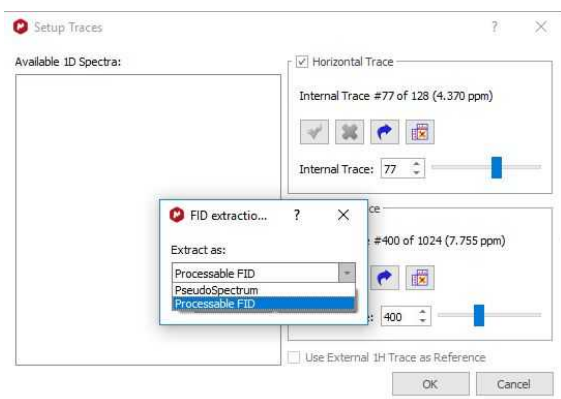 Setup Traces
Available 1D Spectra:
Horizontal Trace
Internal Trace #77 of 128 (4.370 ppm)
Internal Trace: 77
FID extractio...
Extract as:
Processable FID
PseudoSpectrum
Processable FID
ce
#400 of 1024 (7.755 ppm)
: 400
Use External 1H Trace as Reference
OK
Cancel